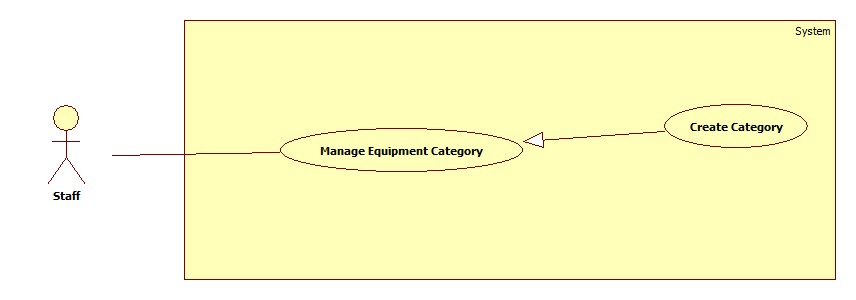 System
Create Category
Manage Equipment Category
Staff